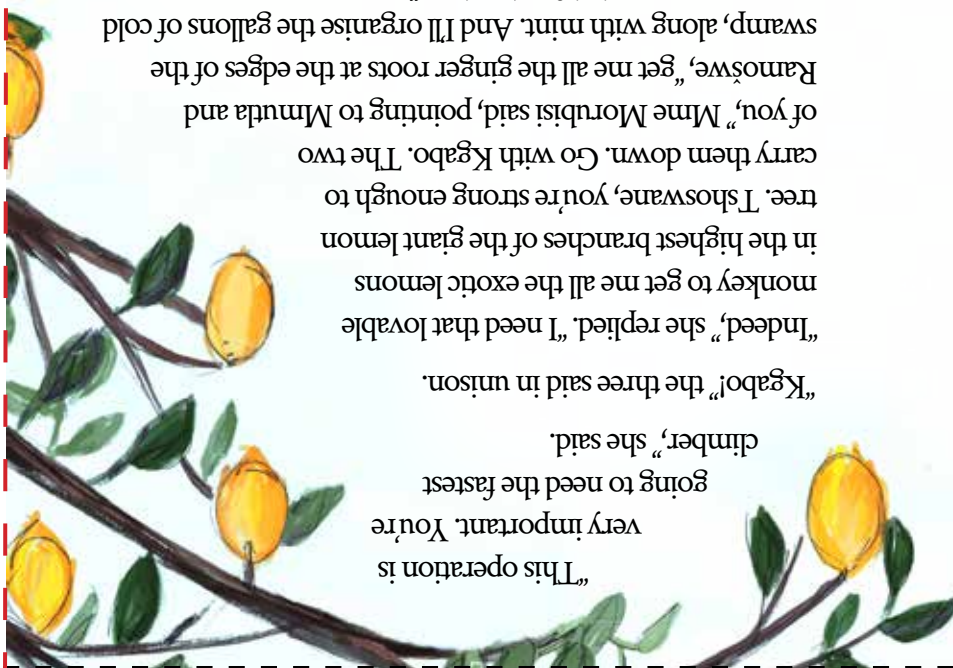 "This operation is
very important. You're
going to need the fastest
climber," she said.
"Kgabo!" the three said in unison.
"Indeed," she replied. "I need that lovable
monkey to get me all the exotic lemons
in the highest branches of the giant lemon
tree. Tshoswane, you're strong enough to
carry them down. Go with Kgabo. The two
of you," Mme Morubisi said, pointing to Mmutla and
Ramošwe, "get me all the ginger roots at the edges of the
swamp, along with mint. And I'll organise the gallons of cold